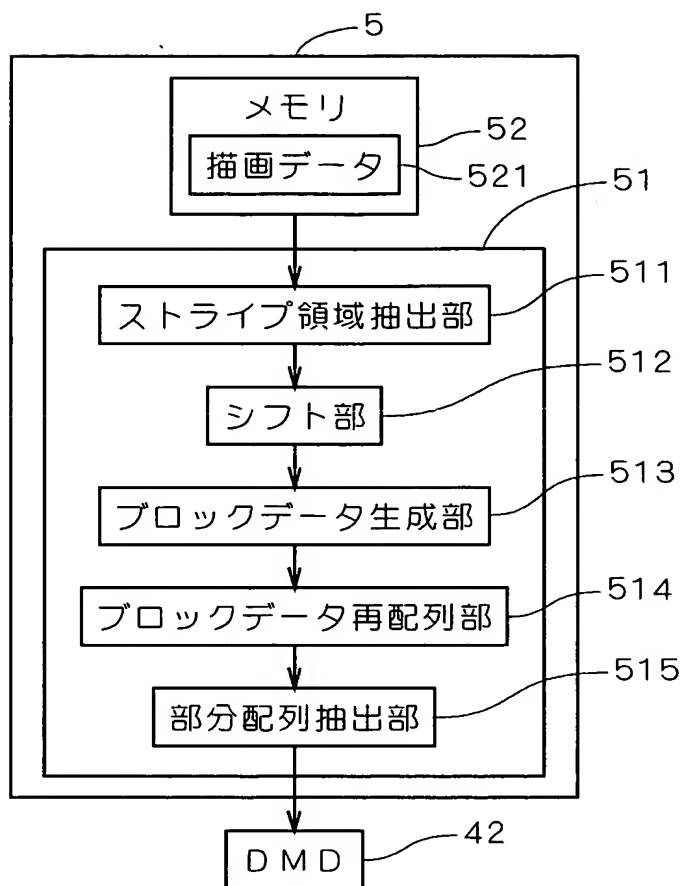 5
メモリ
52
描画データ
521
51
511
ストライプ領域抽出部
512
シフト部
513
ブロックデータ生成部
514
ブロックデータ再配列部
515
部分配列抽出部
42
DMD